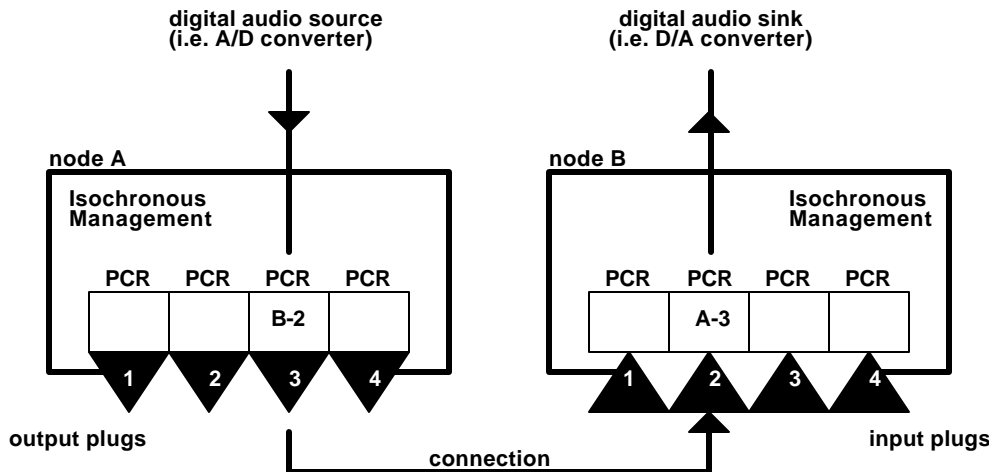 digital audio source
(i.e. A/D converter)
digital audio sink
(i.e. D/A converter)
node A
node B
Isochronous
Management
Isochronous
Management
PCR PCR PCR PCR
PCR PCR PCR PCR
B-2
A-3
1 2 3 4
1 2 3 4
output plugs
connection
input plugs